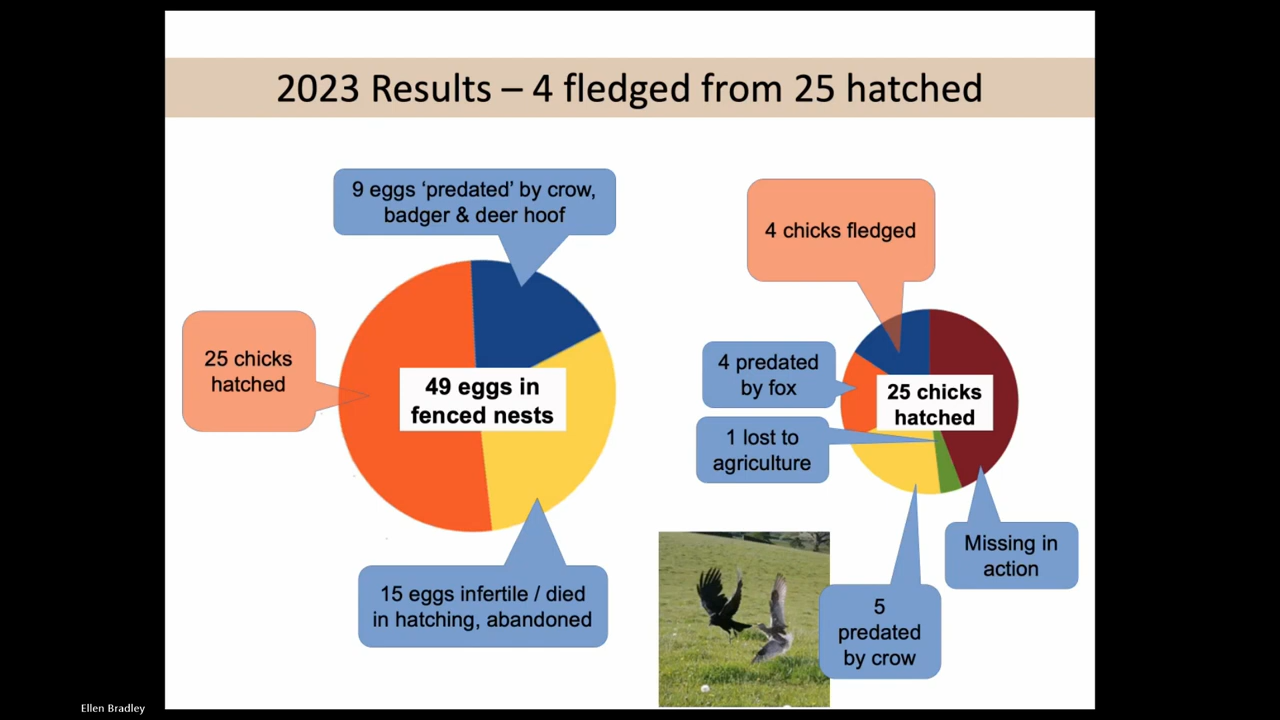 2023 Results – 4 fledged from 25 hatched
9 eggs ‘predated’ by crow,
badger & deer hoof
25 chicks
hatched
49 eggs in
fenced nests
15 eggs infertile / died
in hatching, abandoned
4 chicks fledged
4 predated
by fox
1 lost to
agriculture
25 chicks
hatched
Missing in
action
5
predated
by crow
Ellen Bradley